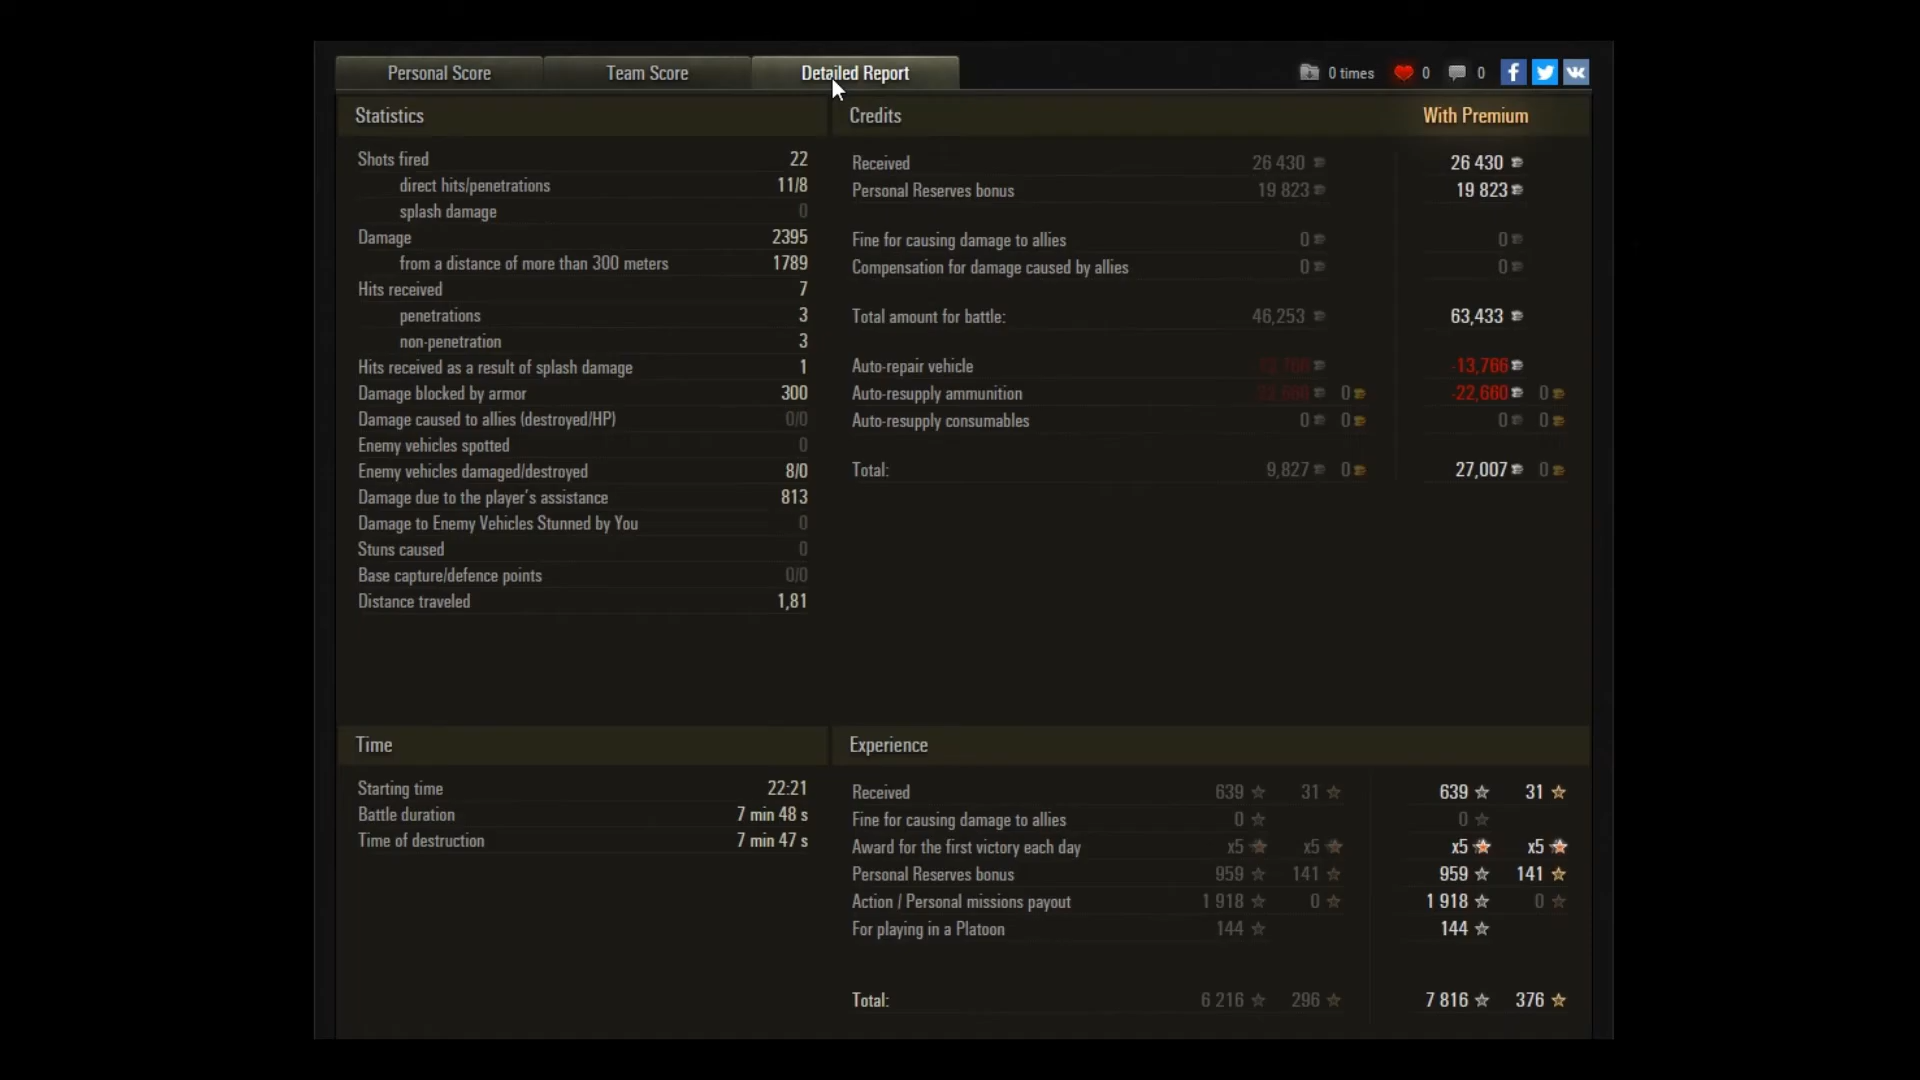 Personal Score Team Score Detailed Report 0 times 0 0
Statistics
Shots fired 22
direct hits/penetrations 11/8
splash damage 0
Damage 2395
from a distance of more than 300 meters 1789
Hits received 7
penetrations 3
non-penetration 3
Hits received as a result of splash damage 1
Damage blocked by armor 300
Damage caused to allies (destroyed/HP) 0/0
Enemy vehicles spotted 0
Enemy vehicles damaged/destroyed 8/0
Damage due to the player's assistance 813
Damage to Enemy Vehicles Stunned by You 0
Stuns caused 0
Base capture/defence points 0/0
Distance traveled 1,81
Credits With Premium
Received 26 430 26 430
Personal Reserves bonus 19 823 19 823
Fine for causing damage to allies 0 0
Compensation for damage caused by allies 0 0
Total amount for battle: 46,253 63,433
Auto-repair vehicle -13,766
Auto-resupply ammunition 0 -22,660 0
Auto-resupply consumables 0 0 0 0
Total: 9,827 0 27,007 0
Time
Starting time 22:21
Battle duration 7 min 48 s
Time of destruction 7 min 47 s
Experience
Received 639 31 639 31
Fine for causing damage to allies 0 0
Award for the first victory each day x5 x5 x5 x5
Personal Reserves bonus 959 141 959 141
Action / Personal missions payout 1 918 0 1 918 0
For playing in a Platoon 144 144
Total: 6 216 296 7 816 376